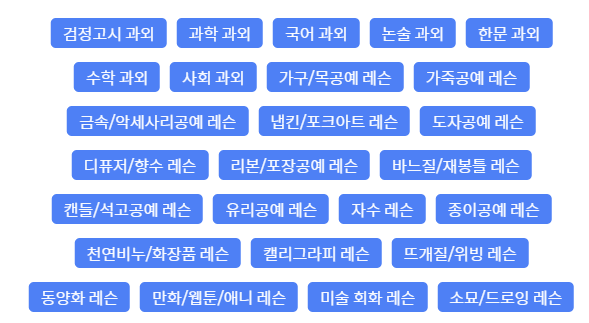 검정고시 과외 과학 과외 국어 과외 논술 과외 한문 과외
수학 과외 사회 과외 가구/목공예 레슨 가죽공예 레슨
금속/악세사리공예 레슨 냅킨/포크아트 레슨 도자공예 레슨
디퓨저/향수 레슨 리본/포장공예 레슨 바느질/재봉틀 레슨
캔들/석고공예 레슨 유리공예 레슨 자수 레슨 종이공예 레슨
천연비누/화장품 레슨 캘리그라피 레슨 뜨개질/위빙 레슨
동양화 레슨 만화/웹툰/애니 레슨 미술 회화 레슨 소묘/드로잉 레슨